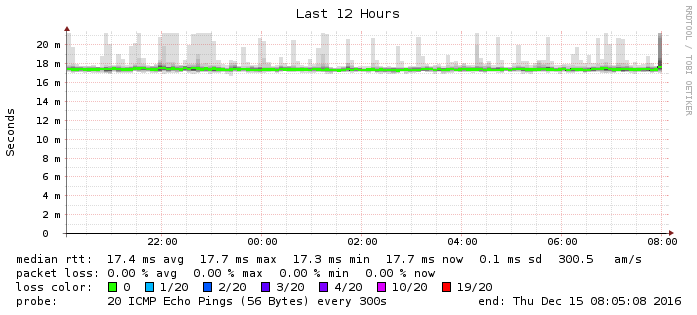 Last 12 Hours
RRDTOOL / TOBI OETIKER
Seconds
20 m
18 m
16 m
14 m
12 m
10 m
8 m
6 m
4 m
2 m
0
22:00 00:00 02:00 04:00 06:00 08:00
median rtt: 17.4 ms avg 17.7 ms max 17.3 ms min 17.7 ms now 0.1 ms sd 300.5 am/s
packet loss: 0.00 % avg 0.00 % max 0.00 % min 0.00 % now
loss color: 0 1/20 2/20 3/20 4/20 10/20 19/20
probe: 20 ICMP Echo Pings (56 Bytes) every 300s end: Thu Dec 15 08:05:08 2016